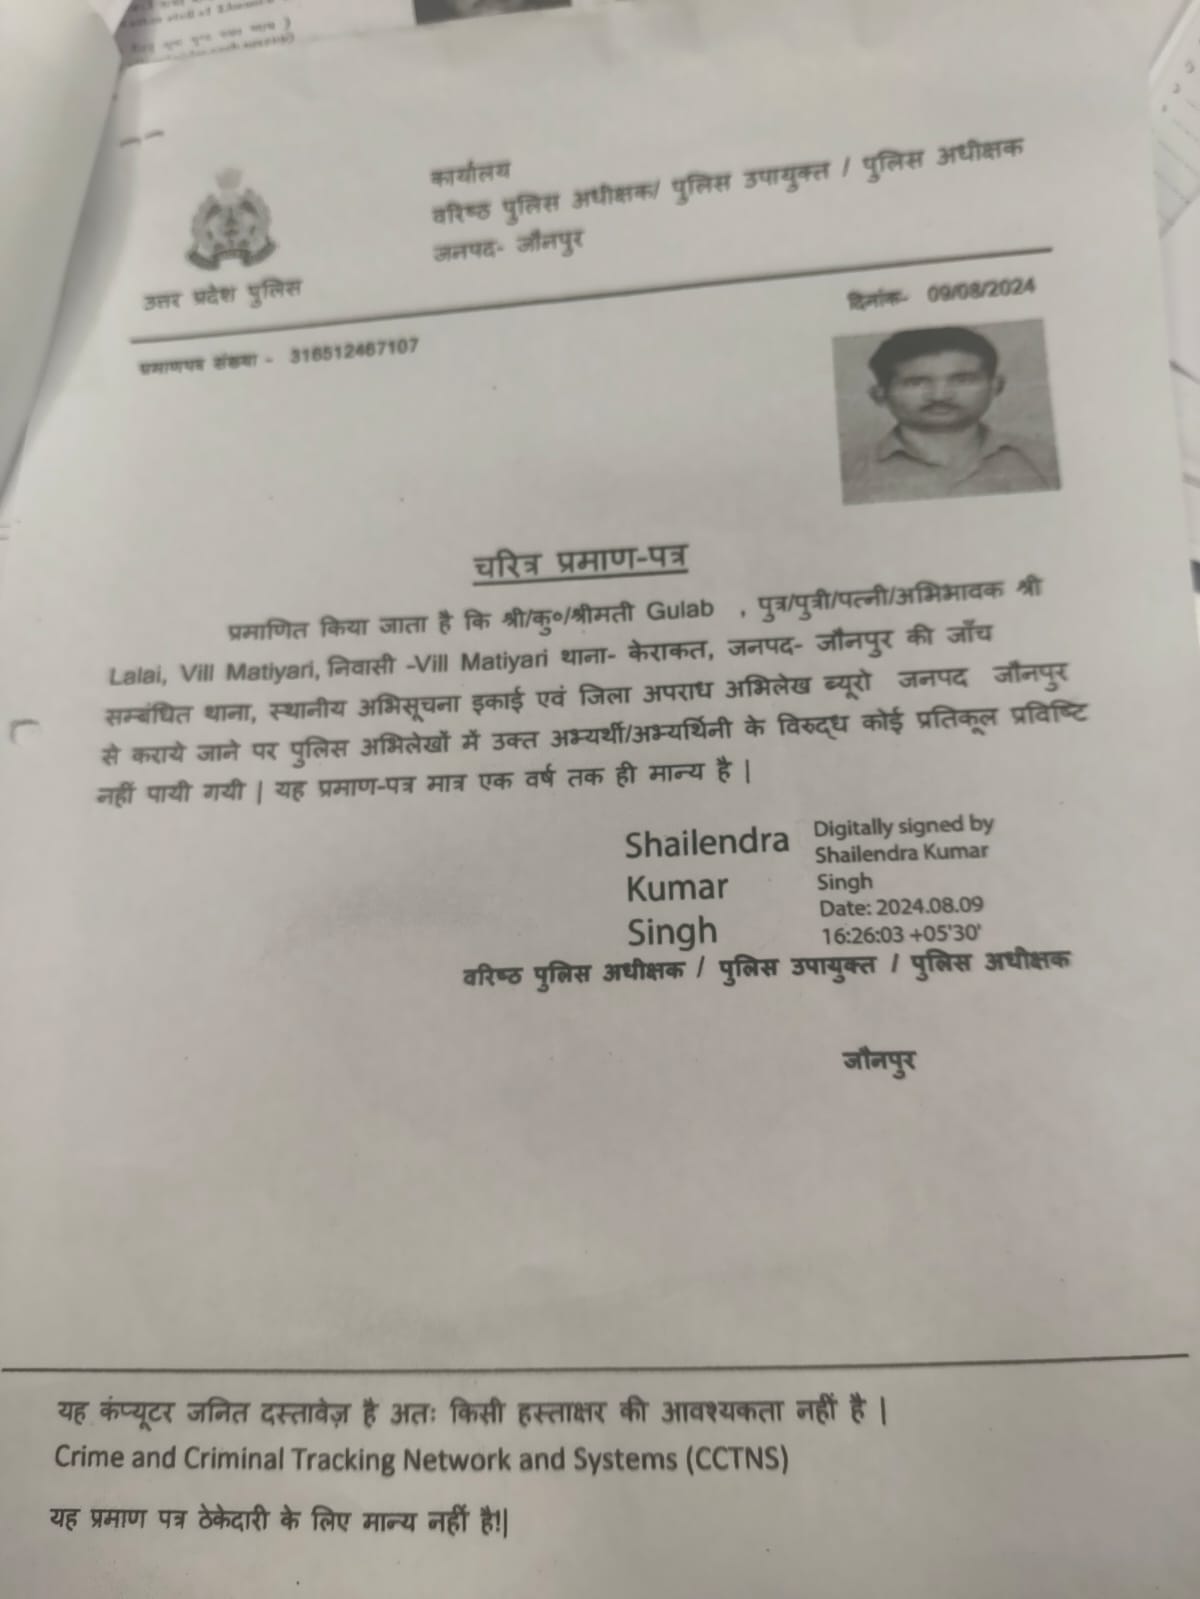 कार्यालय
वरिष्ठ पुलिस अधीक्षक/ पुलिस उपायुक्त / पुलिस अधीक्षक
जनपद- जौनपुर
उत्तर प्रदेश पुलिस
दिनांक- 09/08/2024
प्रमाणपत्र संख्या - 316512467107
चरित्र प्रमाण-पत्र
प्रमाणित किया जाता है कि श्री/कु०/श्रीमती Gulab , पुत्र/पुत्री/पत्नी/अभिभावक श्री
Lalai, Vill Matiyari, निवासी -Vill Matiyari थाना- केराकत, जनपद- जौनपुर की जाँच
सम्बंधित थाना, स्थानीय अभिसूचना इकाई एवं जिला अपराध अभिलेख ब्यूरो जनपद जौनपुर
से कराये जाने पर पुलिस अभिलेखों में उक्त अभ्यर्थी/अभ्यर्थिनी के विरुद्ध कोई प्रतिकूल प्रविष्टि
नहीं पायी गयी | यह प्रमाण-पत्र मात्र एक वर्ष तक ही मान्य है |
Shailendra
Kumar
Singh
Digitally signed by
Shailendra Kumar
Singh
Date: 2024.08.09
16:26:03 +05'30'
वरिष्ठ पुलिस अधीक्षक / पुलिस उपायुक्त / पुलिस अधीक्षक
जौनपुर
यह कंप्यूटर जनित दस्तावेज़ है अतः किसी हस्ताक्षर की आवश्यकता नहीं है |
Crime and Criminal Tracking Network and Systems (CCTNS)
यह प्रमाण पत्र ठेकेदारी के लिए मान्य नहीं है!|